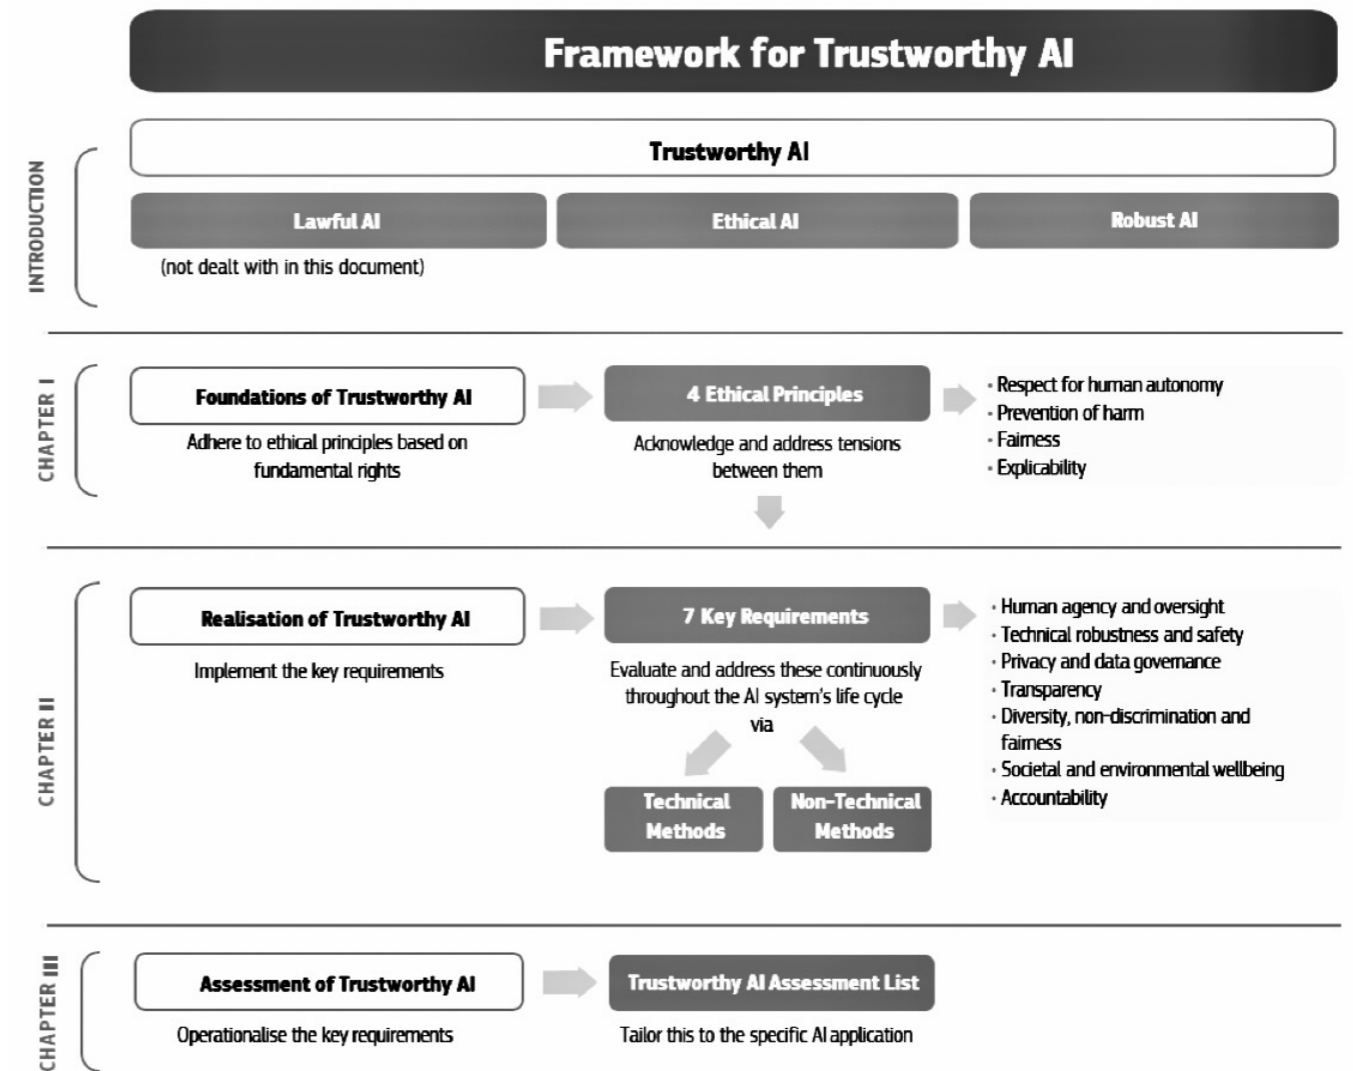 Framework for Trustworthy AI
INTRODUCTION
Trustworthy AI
Lawful AI
Ethical AI
Robust AI
(not dealt with in this document)
CHAPTER I
Foundations of Trustworthy AI
Adhere to ethical principles based on
fundamental rights
4 Ethical Principles
Acknowledge and address tensions
between them
· Respect for human autonomy
· Prevention of harm
· Fairness
· Explicability
CHAPTER II
Realisation of Trustworthy AI
Implement the key requirements
7 Key Requirements
Evaluate and address these continuously
throughout the AI system's life cycle
via
Technical
Methods
Non-Technical
Methods
· Human agency and oversight
· Technical robustness and safety
· Privacy and data governance
· Transparency
· Diversity, non-discrimination and
fairness
· Societal and environmental wellbeing
· Accountability
CHAPTER III
Assessment of Trustworthy AI
Operationalise the key requirements
Trustworthy AI Assessment List
Tailor this to the specific AI application